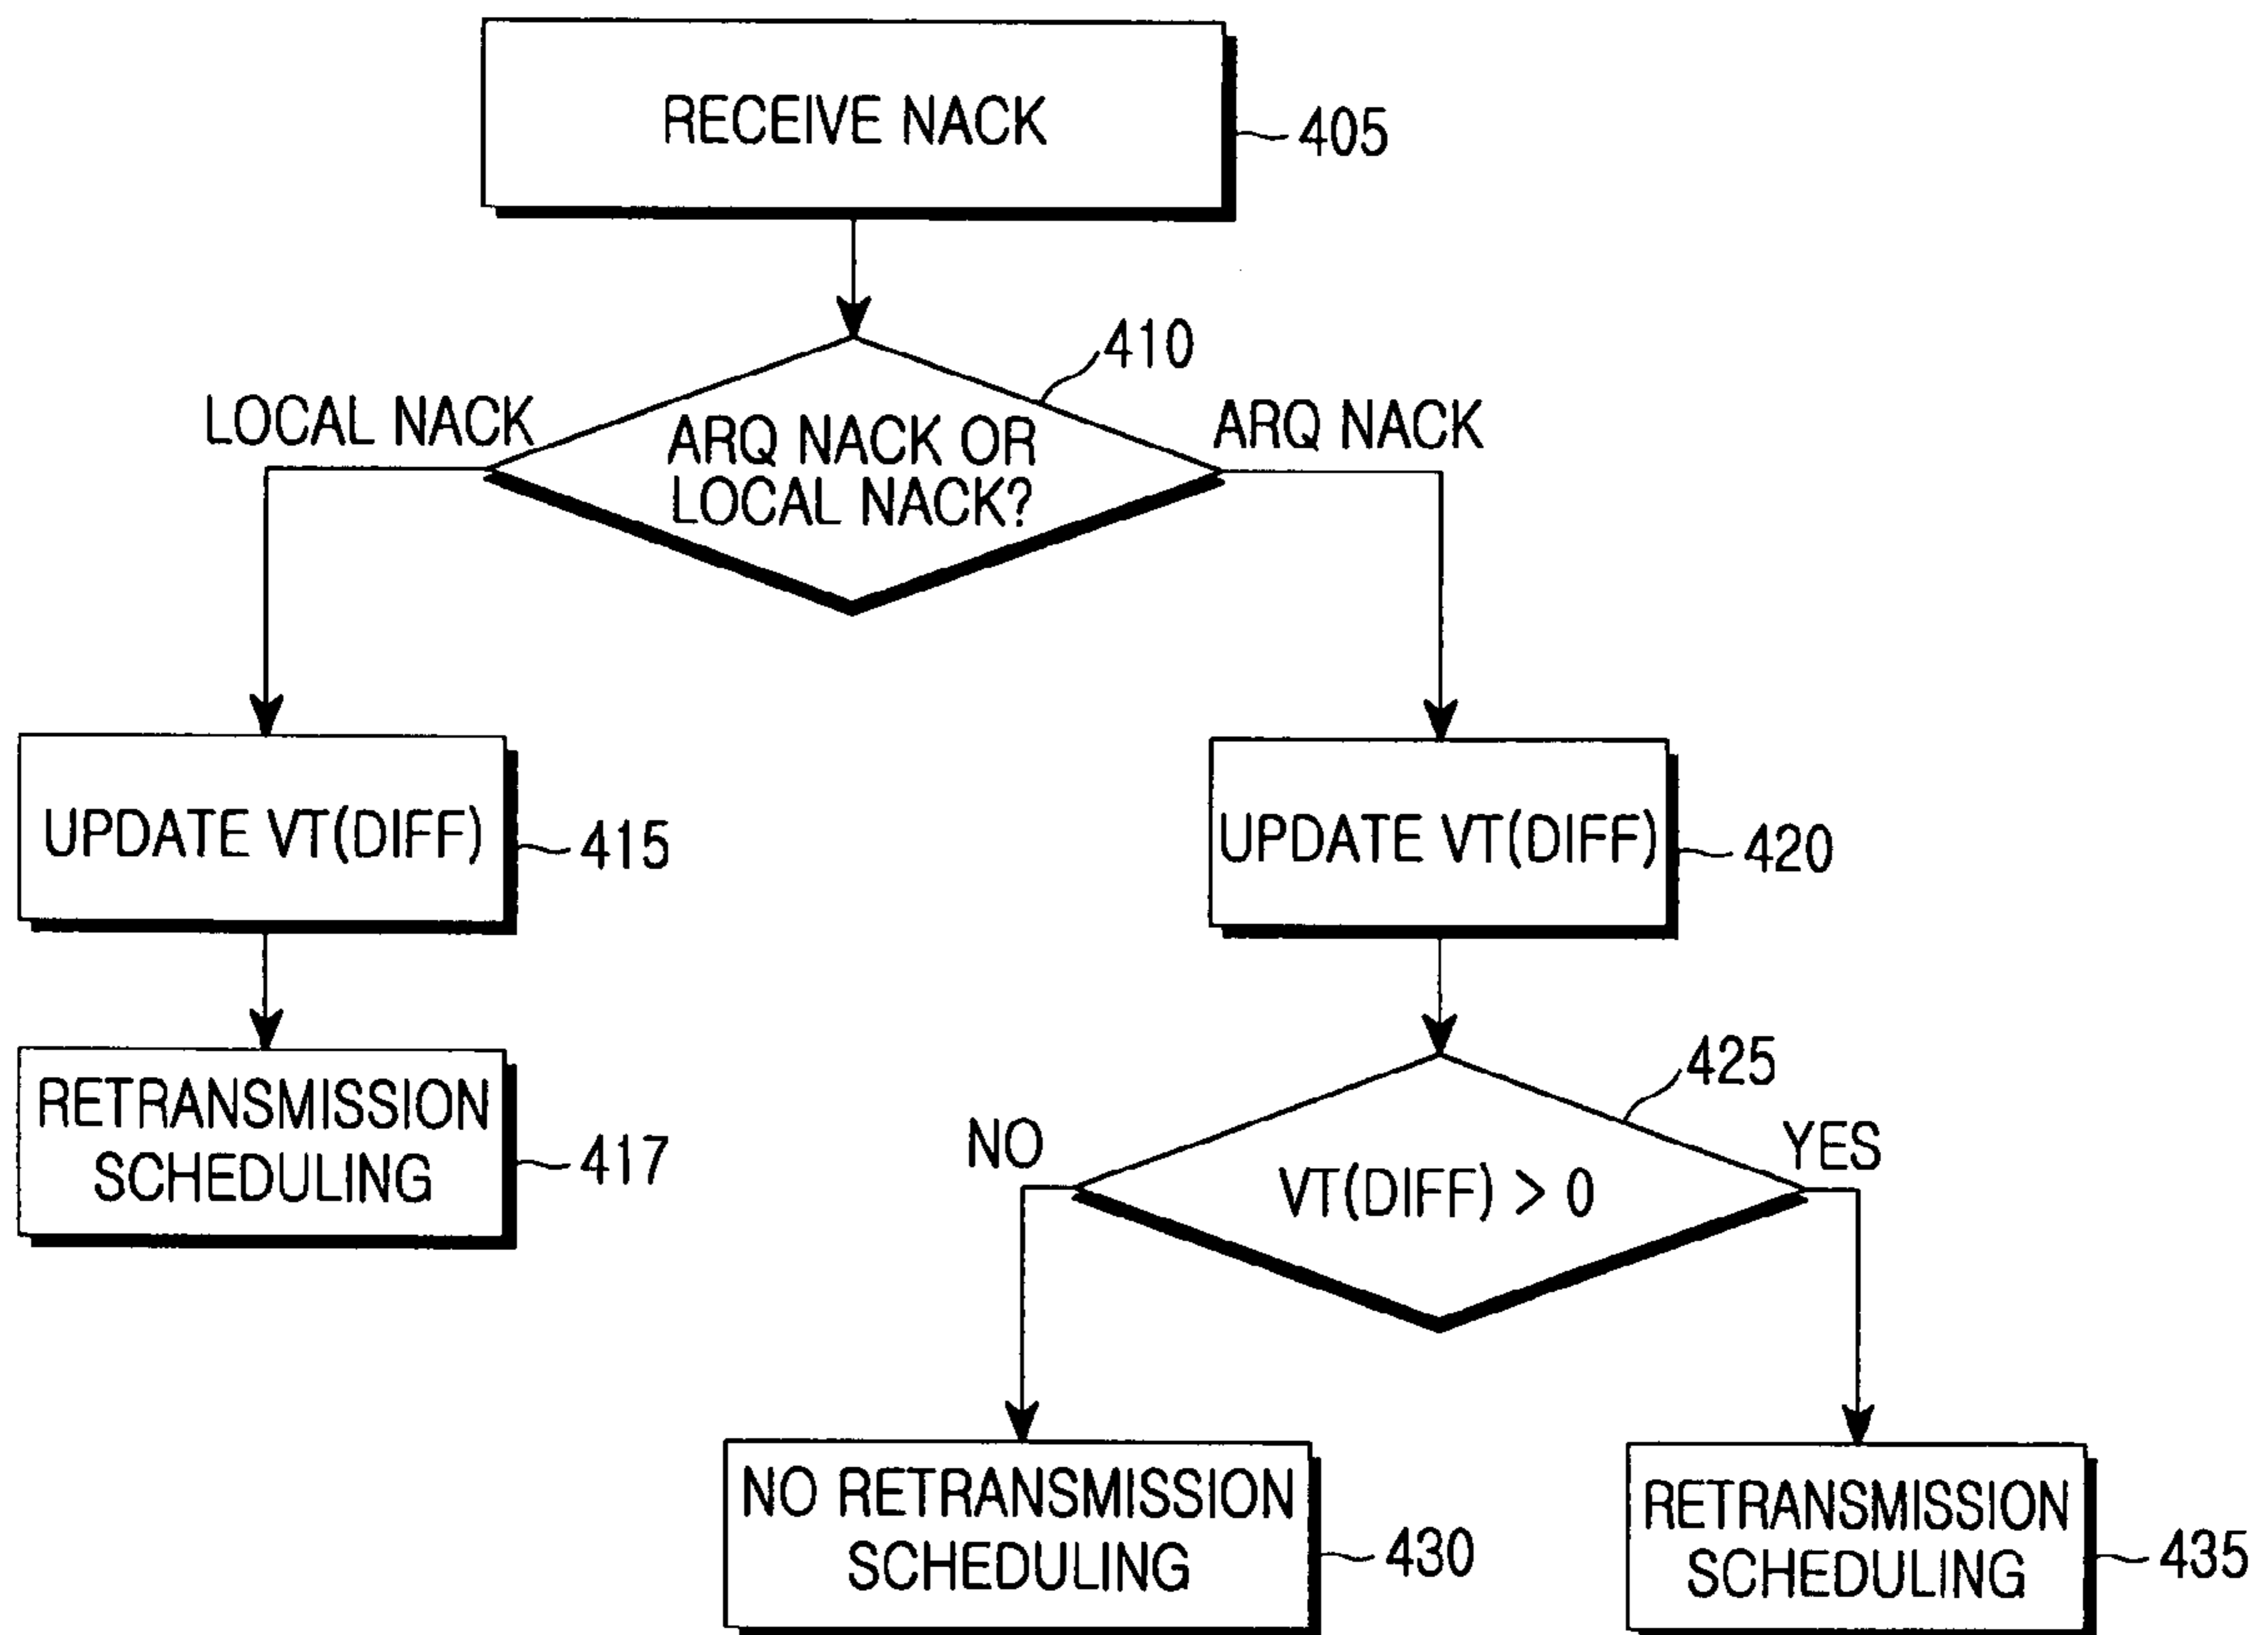 RECEIVE NACK
405
410
LOCAL NACK
ARQ NACK
ARQ NACK OR
LOCAL NACK?
UPDATE VT(DIFF)
415
UPDATE VT(DIFF)
420
RETRANSMISSION
SCHEDULING
417
425
NO
YES
VT(DIFF) > 0
NO RETRANSMISSION
SCHEDULING
430
RETRANSMISSION
SCHEDULING
435